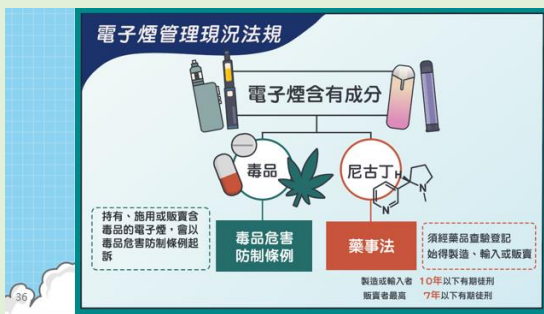 電子煙管理現況法規
電子煙含有成分
毒品
尼古丁
H
N
N
持有、施用或販賣含
毒品的電子煙，會以
毒品危害防制條例起
訴
毒品危害
防制條例
藥事法
須經藥品查驗登記
始得製造、輸入或販賣
製造或輸入者 10年以下有期徒刑
販賣者最高 7年以下有期徒刑
36